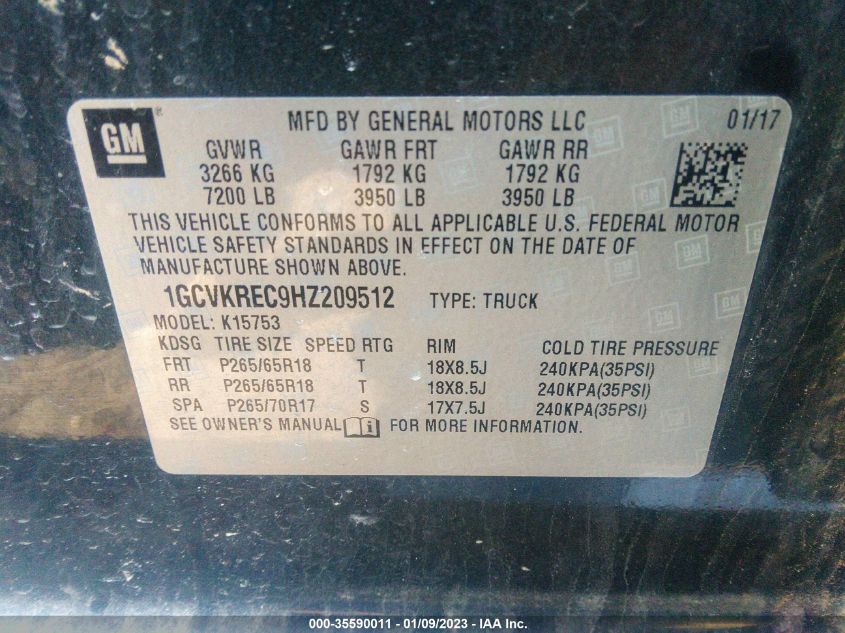 GM MFD BY GENERAL MOTORS LLC 01/17
GVWR GAWR FRT GAWR RR
3266 KG 1792 KG 1792 KG
7200 LB 3950 LB 3950 LB
THIS VEHICLE CONFORMS TO ALL APPLICABLE U.S. FEDERAL MOTOR
VEHICLE SAFETY STANDARDS IN EFFECT ON THE DATE OF
MANUFACTURE SHOWN ABOVE.
1GCVKREC9HZ209512 TYPE: TRUCK
MODEL: K15753
KDSG TIRE SIZE SPEED RTG RIM COLD TIRE PRESSURE
FRT P265/65R18 T 18X8.5J 240KPA(35PSI)
RR P265/65R18 T 18X8.5J 240KPA(35PSI)
SPA P265/70R17 S 17X7.5J 240KPA(35PSI)
SEE OWNER'S MANUAL i FOR MORE INFORMATION.
000-35590011 - 01/09/2023 - IAA Inc.